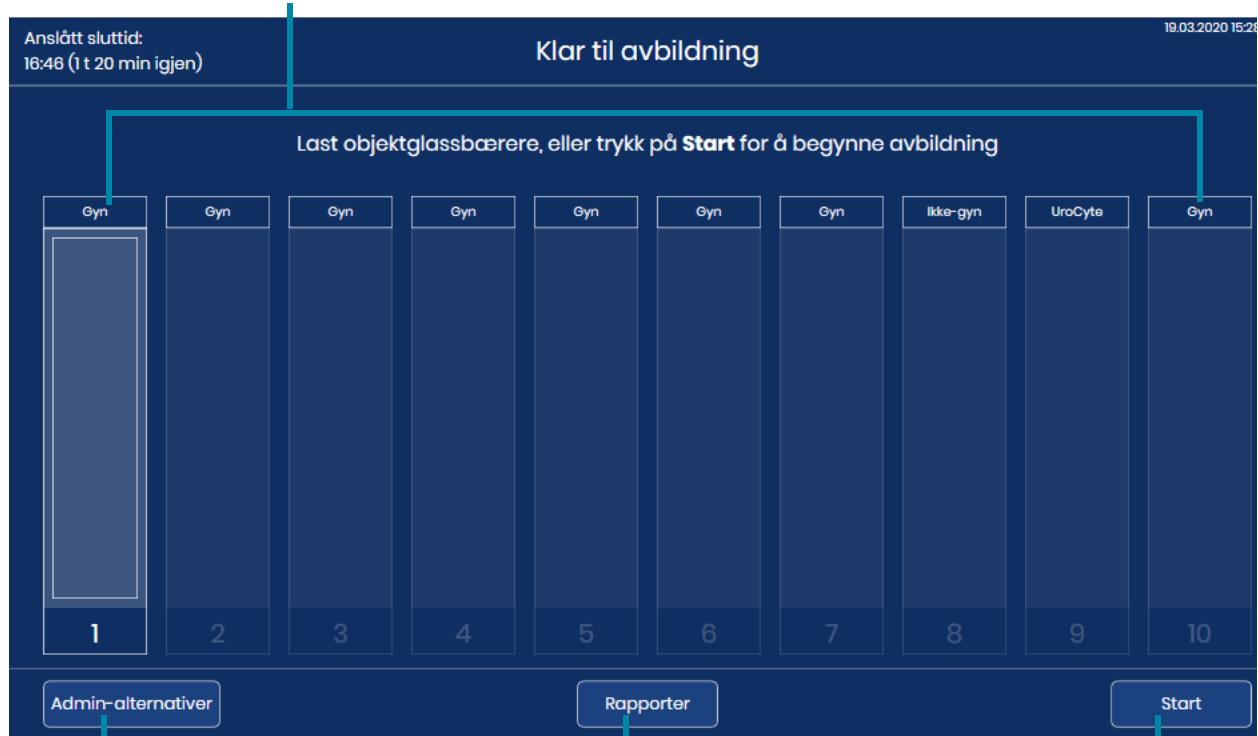 Anslått sluttid:
16:46 (1 t 20 min igjen)
Klar til avbildning
19.03.2020 15:28
Last objektglassbærere, eller trykk på Start for å begynne avbildning
Gyn Gyn Gyn Gyn Gyn Gyn Gyn Ikke-gyn UroCyte Gyn
1 2 3 4 5 6 7 8 9 10
Admin-alternativer Rapporter Start